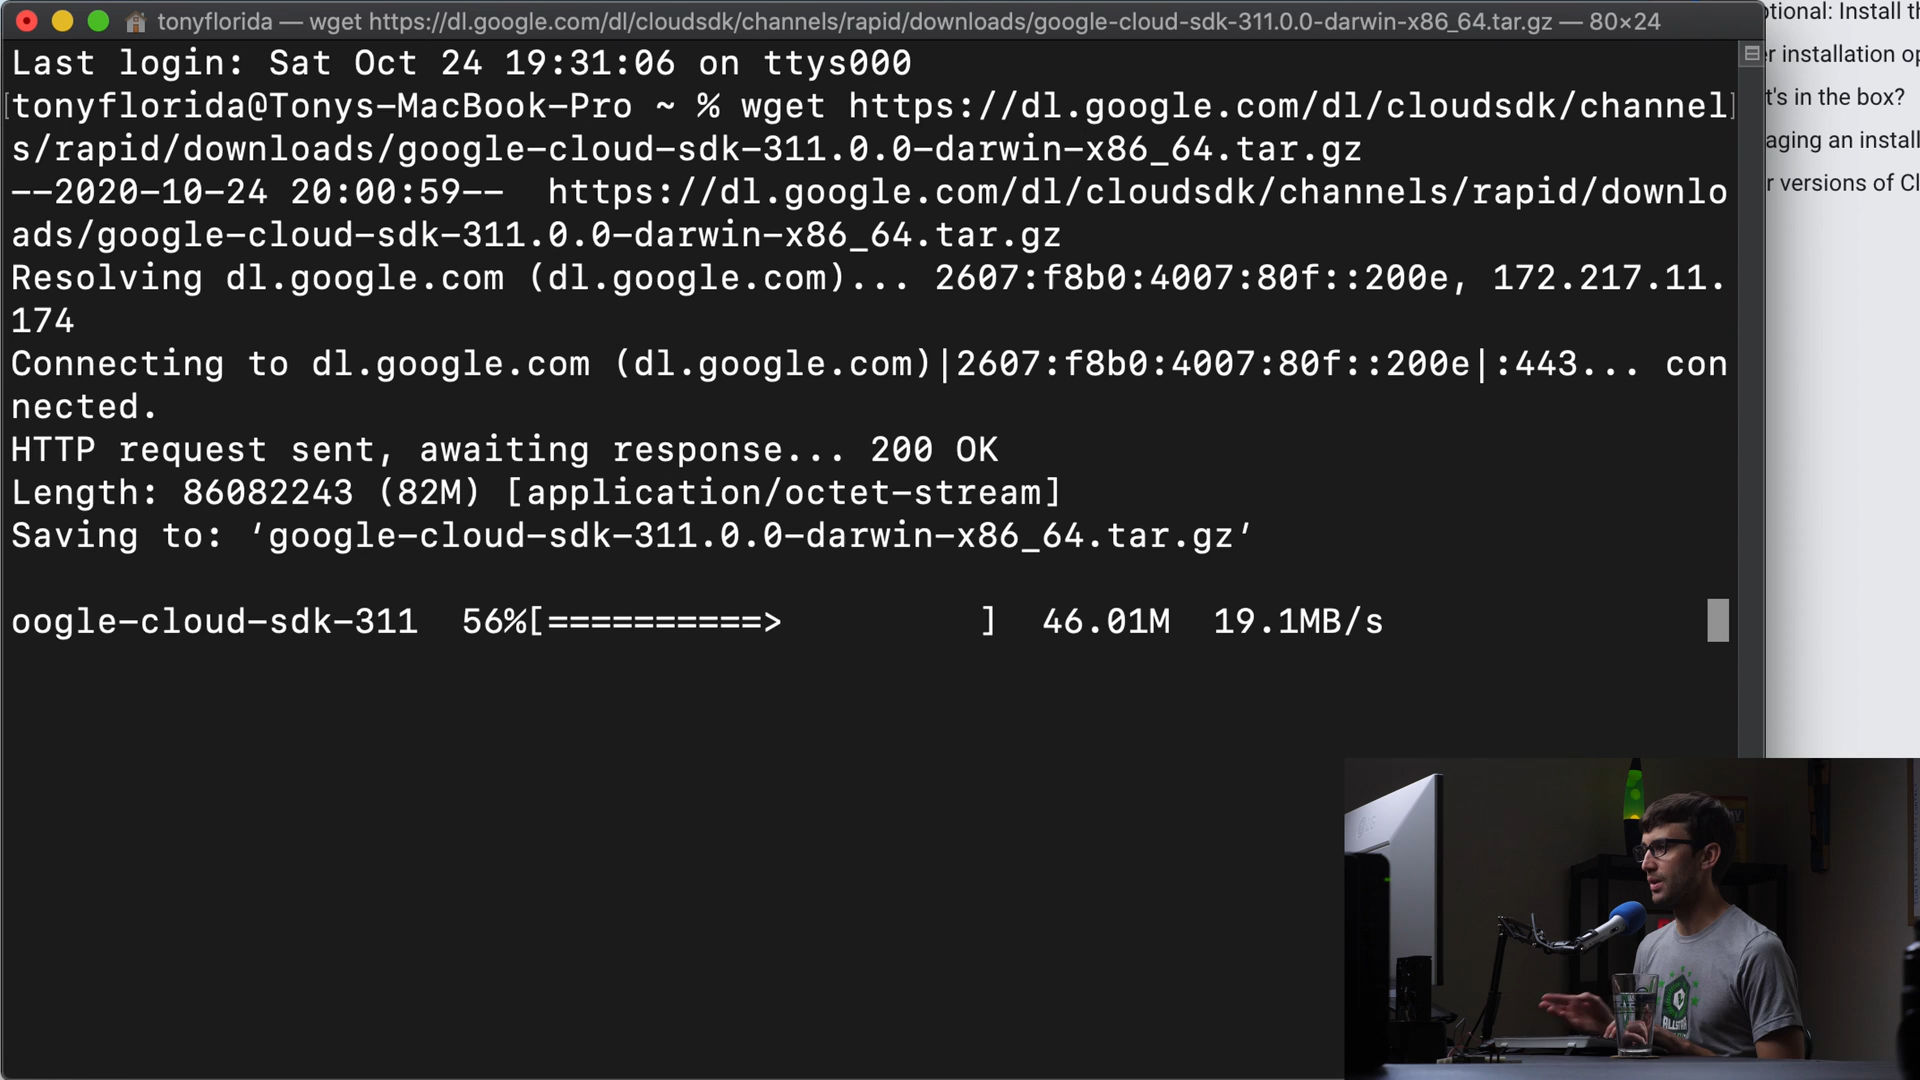 tonyflorida — wget https://dl.google.com/dl/cloudsdk/channels/rapid/downloads/google-cloud-sdk-311.0.0-darwin-x86_64.tar.gz — 80×24
Last login: Sat Oct 24 19:31:06 on ttys000
[tonyflorida@Tonys-MacBook-Pro ~ % wget https://dl.google.com/dl/cloudsdk/channel]
s/rapid/downloads/google-cloud-sdk-311.0.0-darwin-x86_64.tar.gz
--2020-10-24 20:00:59--  https://dl.google.com/dl/cloudsdk/channels/rapid/downlo
ads/google-cloud-sdk-311.0.0-darwin-x86_64.tar.gz
Resolving dl.google.com (dl.google.com)... 2607:f8b0:4007:80f::200e, 172.217.11.
174
Connecting to dl.google.com (dl.google.com)|2607:f8b0:4007:80f::200e|:443... con
nected.
HTTP request sent, awaiting response... 200 OK
Length: 86082243 (82M) [application/octet-stream]
Saving to: ‘google-cloud-sdk-311.0.0-darwin-x86_64.tar.gz’
oogle-cloud-sdk-311  56%[==========>         ]  46.01M  19.1MB/s
tional: Install
r installation
t's in the box?
aging an install
r versions of